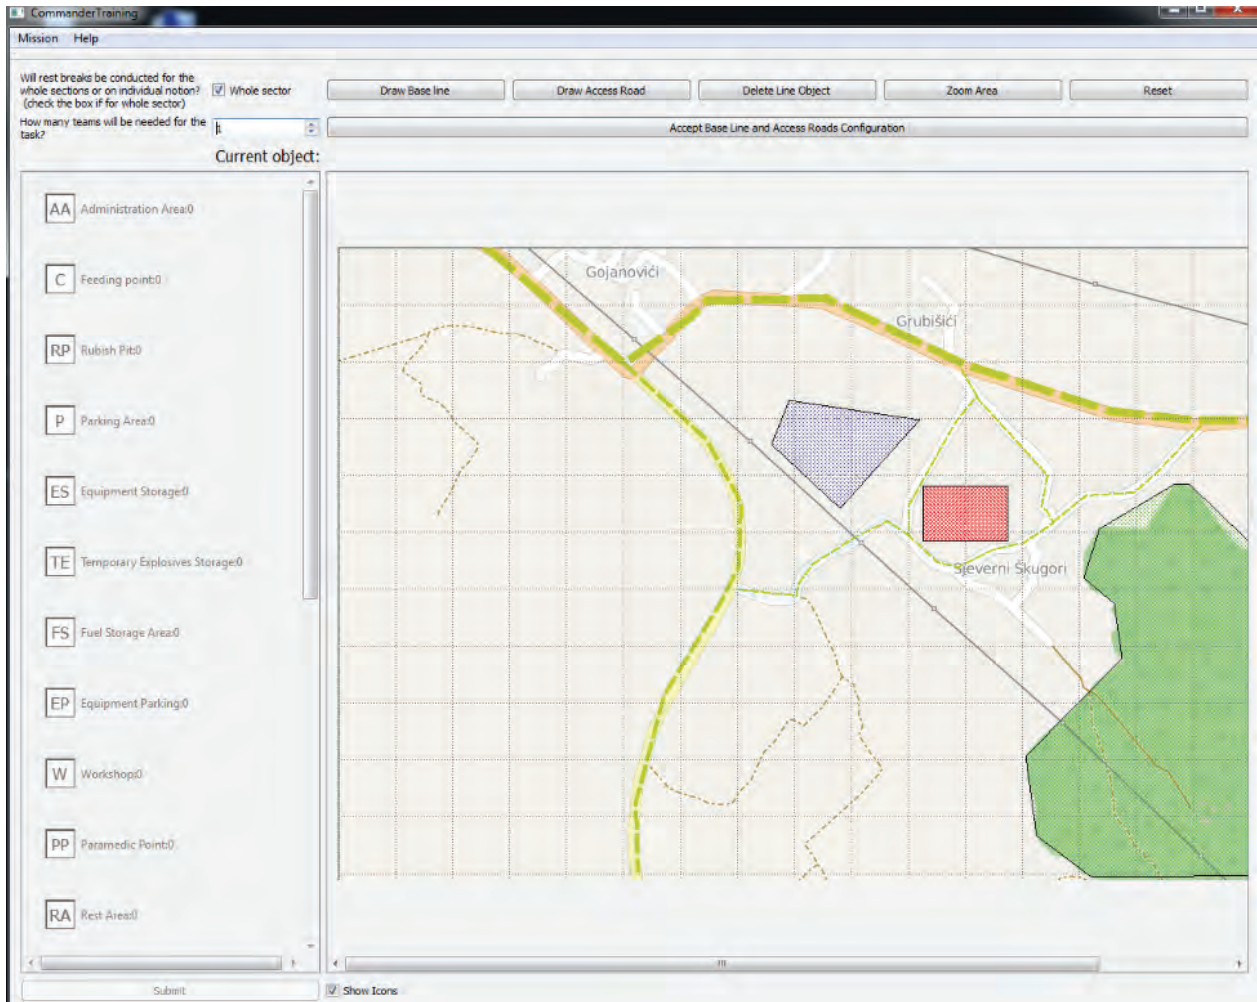 CommanderTraining
Mission Help
Will rest breaks be conducted for the
whole sections or on individual notion?
(check the box if for whole sector)
Whole sector
Draw Base line
Draw Access Road
Delete Line Object
Zoom Area
Reset
How many teams will be needed for the
task?
1
Accept Base Line and Access Roads Configuration
Current object:
AA Administration Area:0
C Feeding point:0
RP Rubish Pit:0
P Parking Area:0
ES Equipment Storage:0
TE Temporary Explosives Storage:0
FS Fuel Storage Area:0
EP Equipment Parking:0
W Workshop:0
PP Paramedic Point:0
RA Rest Area:0
Gojanovići
Grubišići
Sjeverni Škugori
Submit
Show Icons